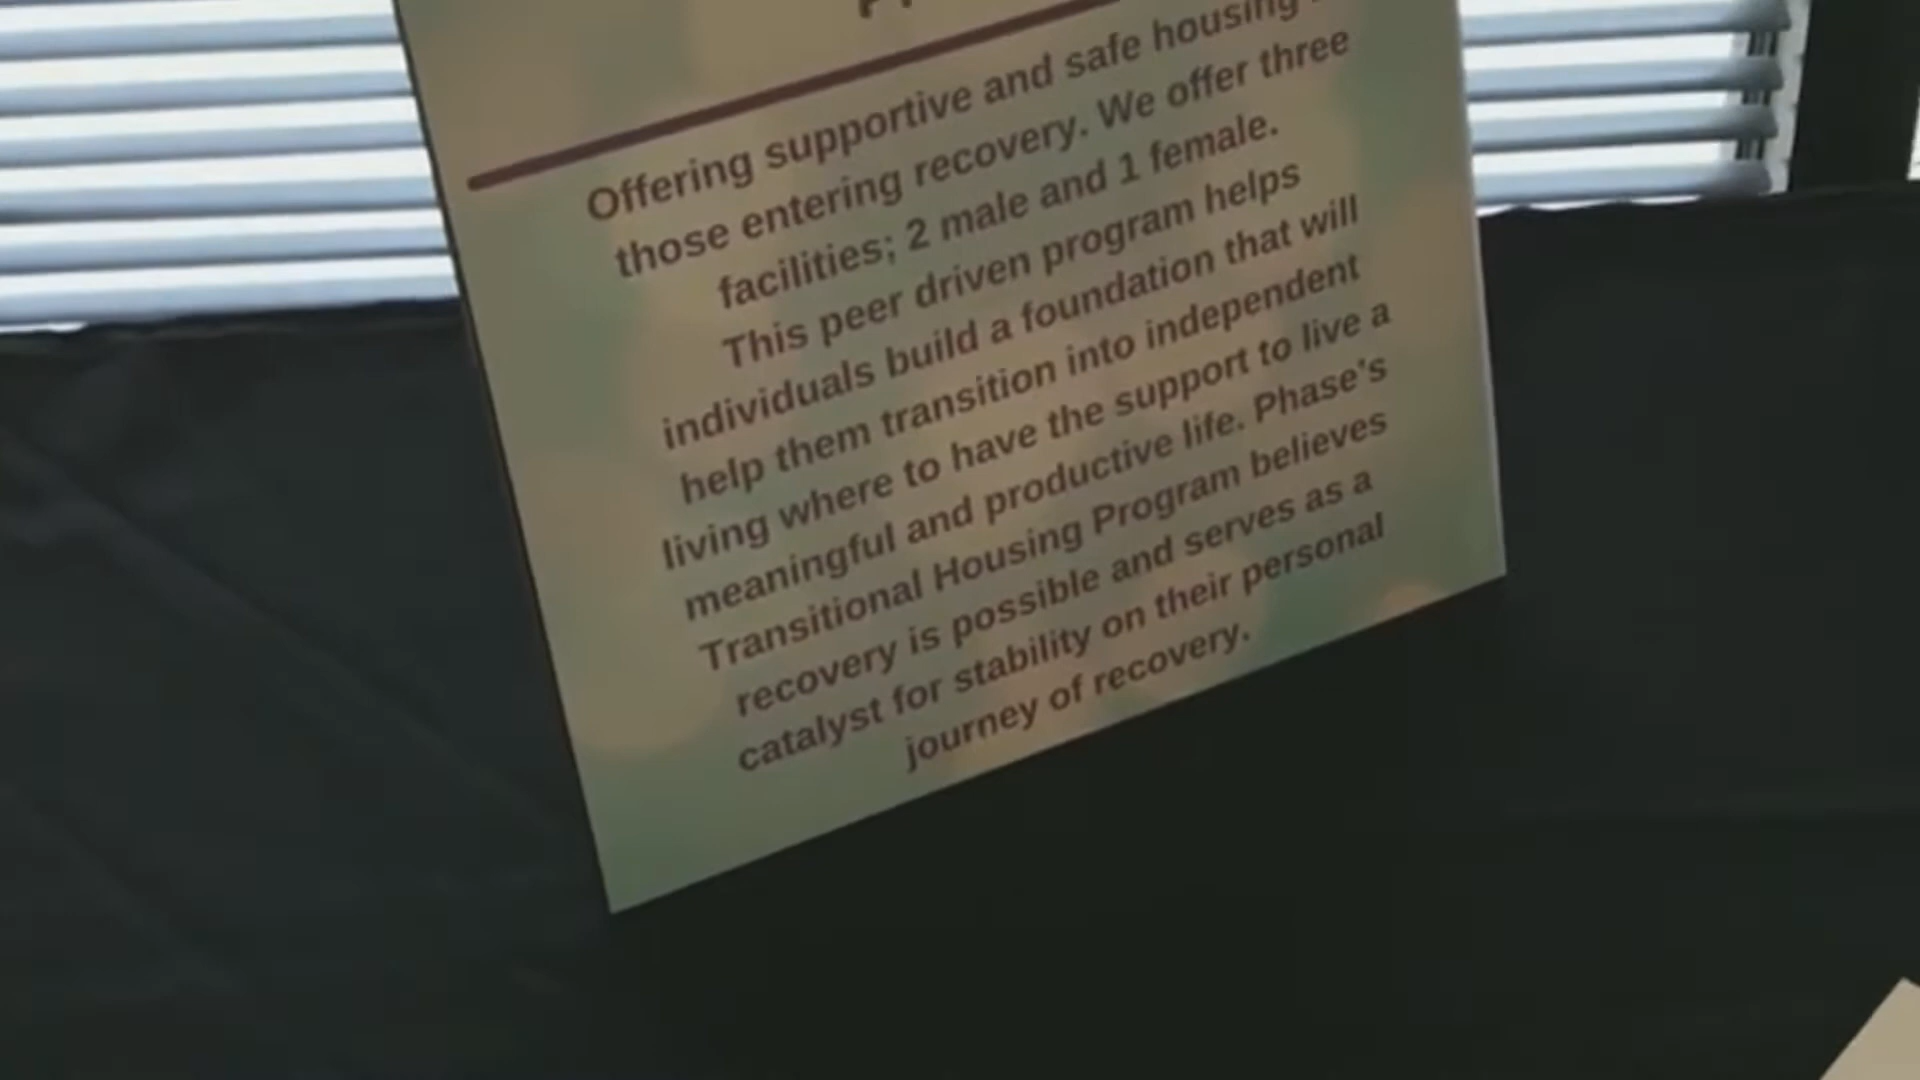 Offering supportive and safe housing
those entering recovery. We offer three
facilities; 2 male and 1 female.
This peer driven program helps
individuals build a foundation that will
help them transition into independent
living where to have the support to live a
meaningful and productive life. Phase's
Transitional Housing Program believes
recovery is possible and serves as a
catalyst for stability on their personal
journey of recovery.